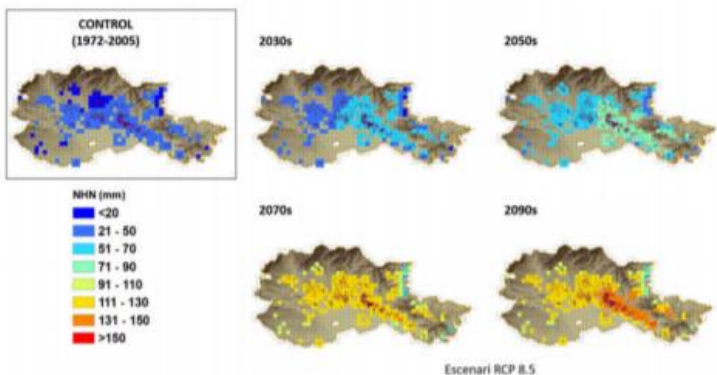 CONTROL
(1972-2005)
2030s
2050s
NHN (mm)
<20
21 - 50
51 - 70
71 - 90
91 - 110
111 - 130
131 - 150
>150
2070s
2090s
Escenari RCP 8.5